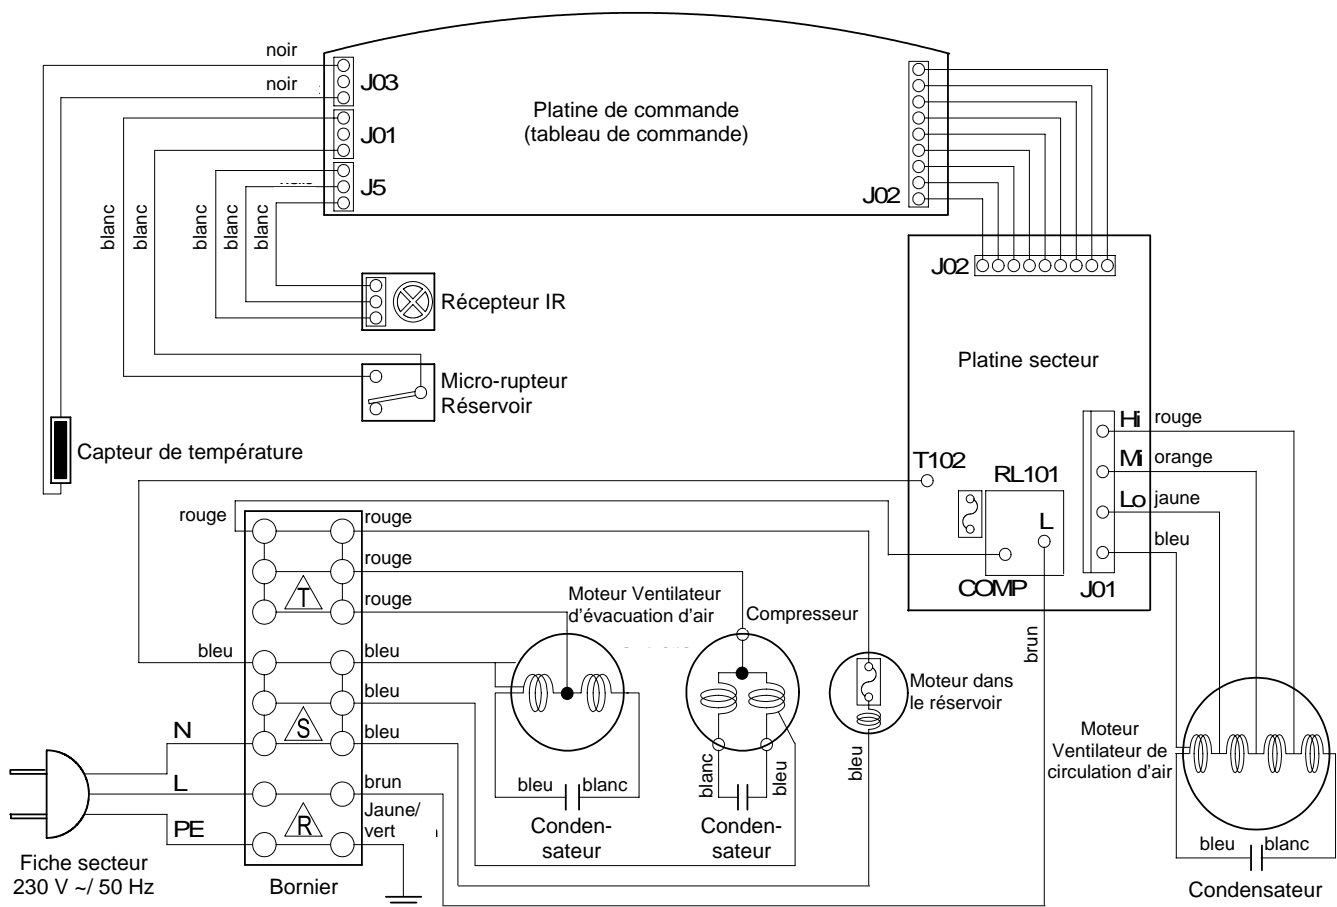 noir
noir
J03
J01
J5
Platine de commande
(tableau de commande)
J02
blanc
blanc
blanc
blanc
blanc
Récepteur IR
Micro-rupteur
Réservoir
Capteur de température
J02
Platine secteur
Hi
rouge
Mi
orange
Lo
jaune
bleu
T102
RL101
L
COMP
J01
rouge
rouge
rouge
rouge
T
bleu
bleu
bleu
bleu
S
N
L
PE
brun
Jaune/
vert
R
Fiche secteur
230 V ~/ 50 Hz
Bornier
Moteur Ventilateur
d'évacuation d'air
bleu
blanc
Conden-
sateur
Compresseur
blanc
bleu
Conden-
sateur
Moteur dans
le réservoir
bleu
brun
Moteur
Ventilateur de
circulation d'air
bleu
blanc
Condensateur